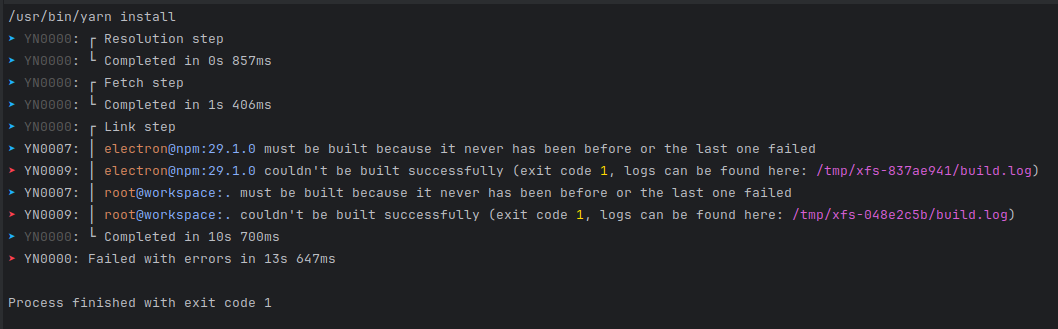 /usr/bin/yarn install
➤ YN0000: ┌ Resolution step
➤ YN0000: └ Completed in 0s 857ms
➤ YN0000: ┌ Fetch step
➤ YN0000: └ Completed in 1s 406ms
➤ YN0000: ┌ Link step
➤ YN0007: │ electron@npm:29.1.0 must be built because it never has been before or the last one failed
➤ YN0009: │ electron@npm:29.1.0 couldn't be built successfully (exit code 1, logs can be found here: /tmp/xfs-837ae941/build.log)
➤ YN0007: │ root@workspace:. must be built because it never has been before or the last one failed
➤ YN0009: │ root@workspace:. couldn't be built successfully (exit code 1, logs can be found here: /tmp/xfs-048e2c5b/build.log)
➤ YN0000: └ Completed in 10s 700ms
➤ YN0000: Failed with errors in 13s 647ms
Process finished with exit code 1